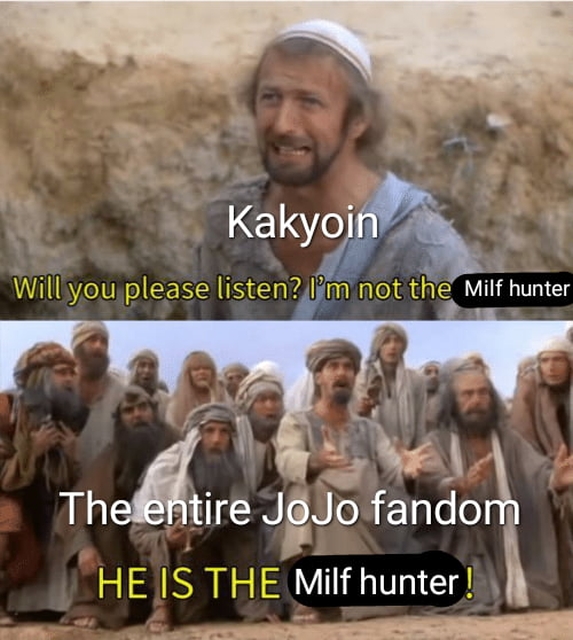 Kakyoin
Will you please listen? I'm not the Milf hunter
The entire JoJo fandom
HE IS THE Milf hunter!